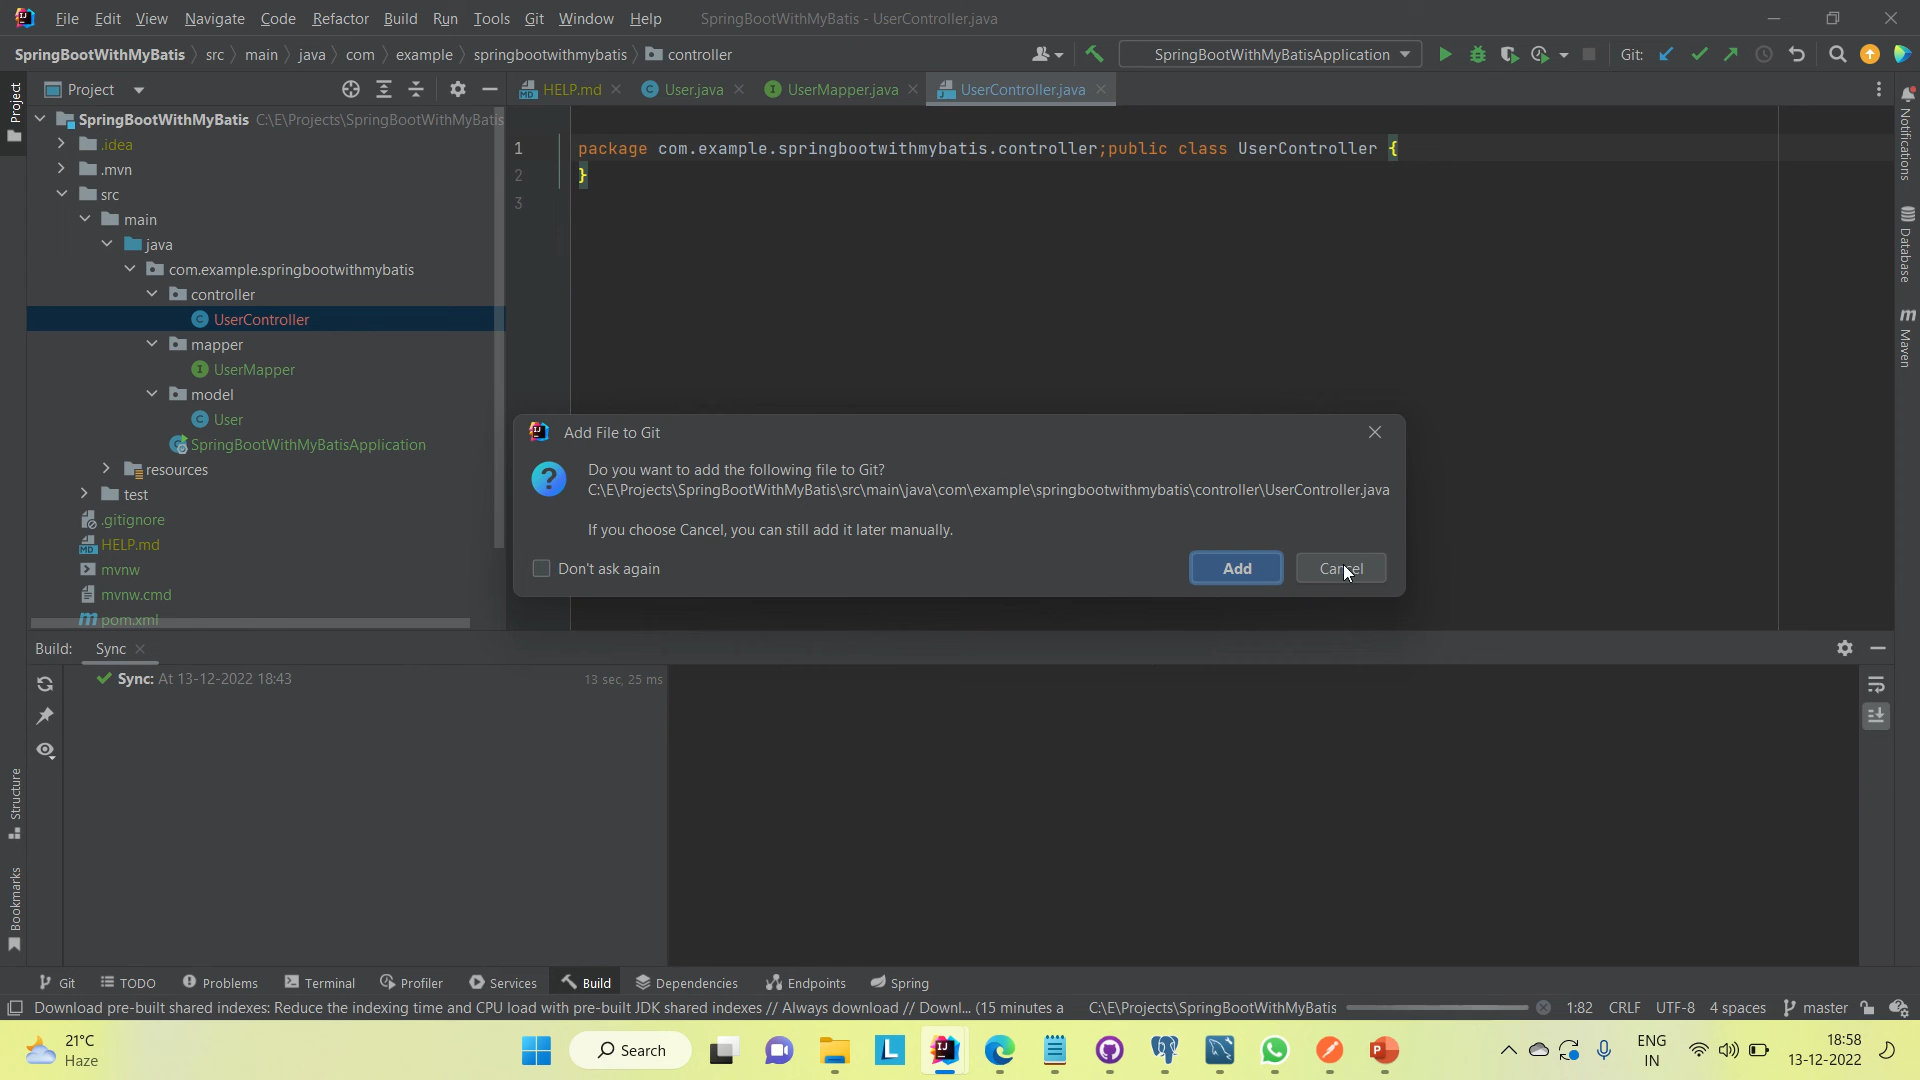 File Edit View Navigate Code Refactor Build Run Tools Git Window Help SpringBootWithMyBatis - UserController.java
SpringBootWithMyBatis src main java com example springbootwithmybatis controller SpringBootWithMyBatisApplication Git:
Project
HELP.md User.java UserMapper.java UserController.java
Project
SpringBootWithMyBatis C:\E\Projects\SpringBootWithMyBatis
.idea
.mvn
src
main
java
com.example.springbootwithmybatis
controller
UserController
mapper
UserMapper
model
User
SpringBootWithMyBatisApplication
resources
test
.gitignore
HELP.md
mvnw
mvnw.cmd
pom.xml
1 package com.example.springbootwithmybatis.controller;public class UserController {
2 }
3
Notifications
Database
Maven
Add File to Git
Do you want to add the following file to Git?
C:\E\Projects\SpringBootWithMyBatis\src\main\java\com\example\springbootwithmybatis\controller\UserController.java
If you choose Cancel, you can still add it later manually.
Don't ask again Add Cancel
Build: Sync
Sync: At 13-12-2022 18:43 13 sec, 25 ms
Structure
Bookmarks
Git TODO Problems Terminal Profiler Services Build Dependencies Endpoints Spring
Download pre-built shared indexes: Reduce the indexing time and CPU load with pre-built JDK shared indexes // Always download // Downl... (15 minutes a C:\E\Projects\SpringBootWithMyBatis 1:82 CRLF UTF-8 4 spaces master
21°C
Haze
Search
ENG
IN
18:58
13-12-2022